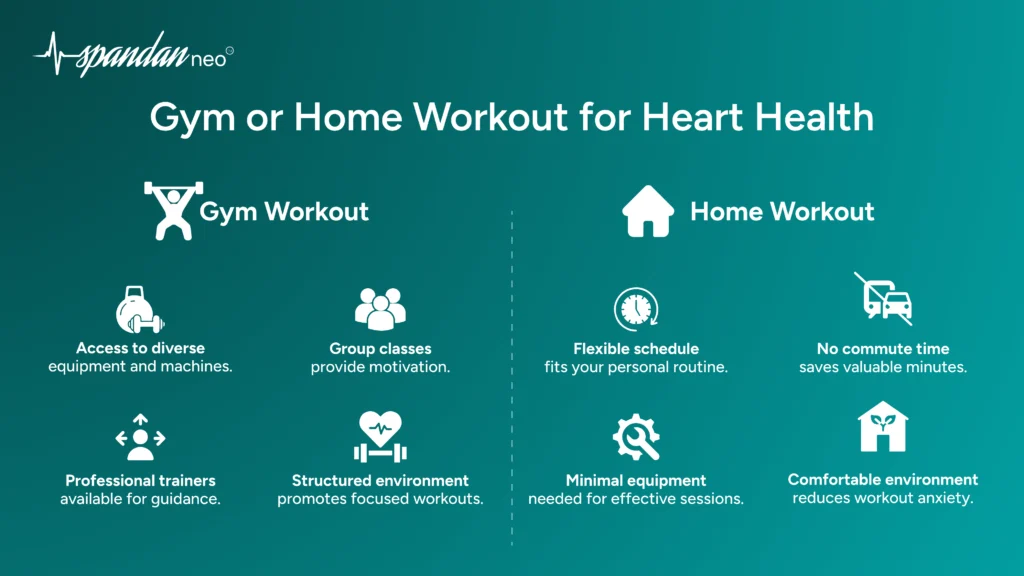 spandan neo
Gym or Home Workout for Heart Health
Gym Workout
Access to diverse
equipment and machines.
Group classes
provide motivation.
Professional trainers
available for guidance.
Structured environment
promotes focused workouts.
Home Workout
Flexible schedule
fits your personal routine.
No commute time
saves valuable minutes.
Minimal equipment
needed for effective sessions.
Comfortable environment
reduces workout anxiety.